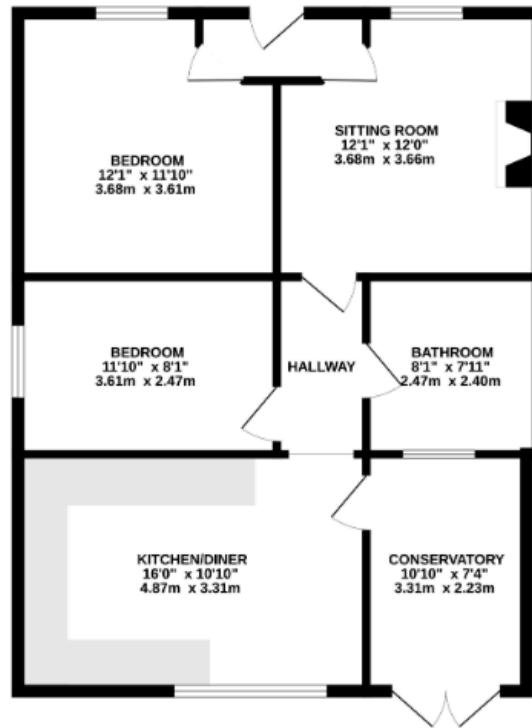 BEDROOM
12'1" x 11'10"
3.68m x 3.61m
SITTING ROOM
12'1" x 12'0"
3.68m x 3.66m
BEDROOM
11'10" x 8'1"
3.61m x 2.47m
HALLWAY
BATHROOM
8'1" x 7'11"
2.47m x 2.40m
KITCHEN/DINER
16'0" x 10'10"
4.87m x 3.31m
CONSERVATORY
10'10" x 7'4"
3.31m x 2.23m